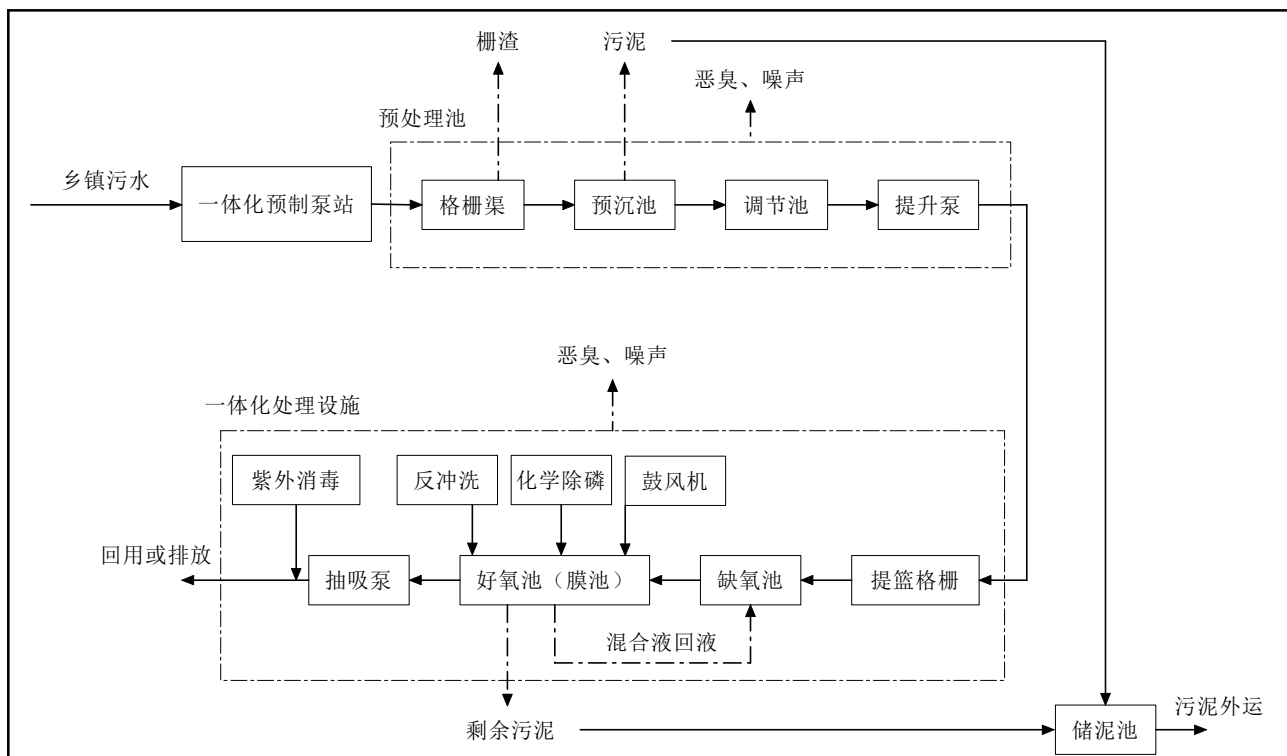 栅渣
污泥
恶臭、噪声
预处理池
乡镇污水
一体化预制泵站
格栅渠
预沉池
调节池
提升泵
恶臭、噪声
一体化处理设施
紫外消毒
反冲洗
化学除磷
鼓风机
回用或排放
抽吸泵
好氧池（膜池）
缺氧池
提篮格栅
混合液回液
剩余污泥
储泥池
污泥外运